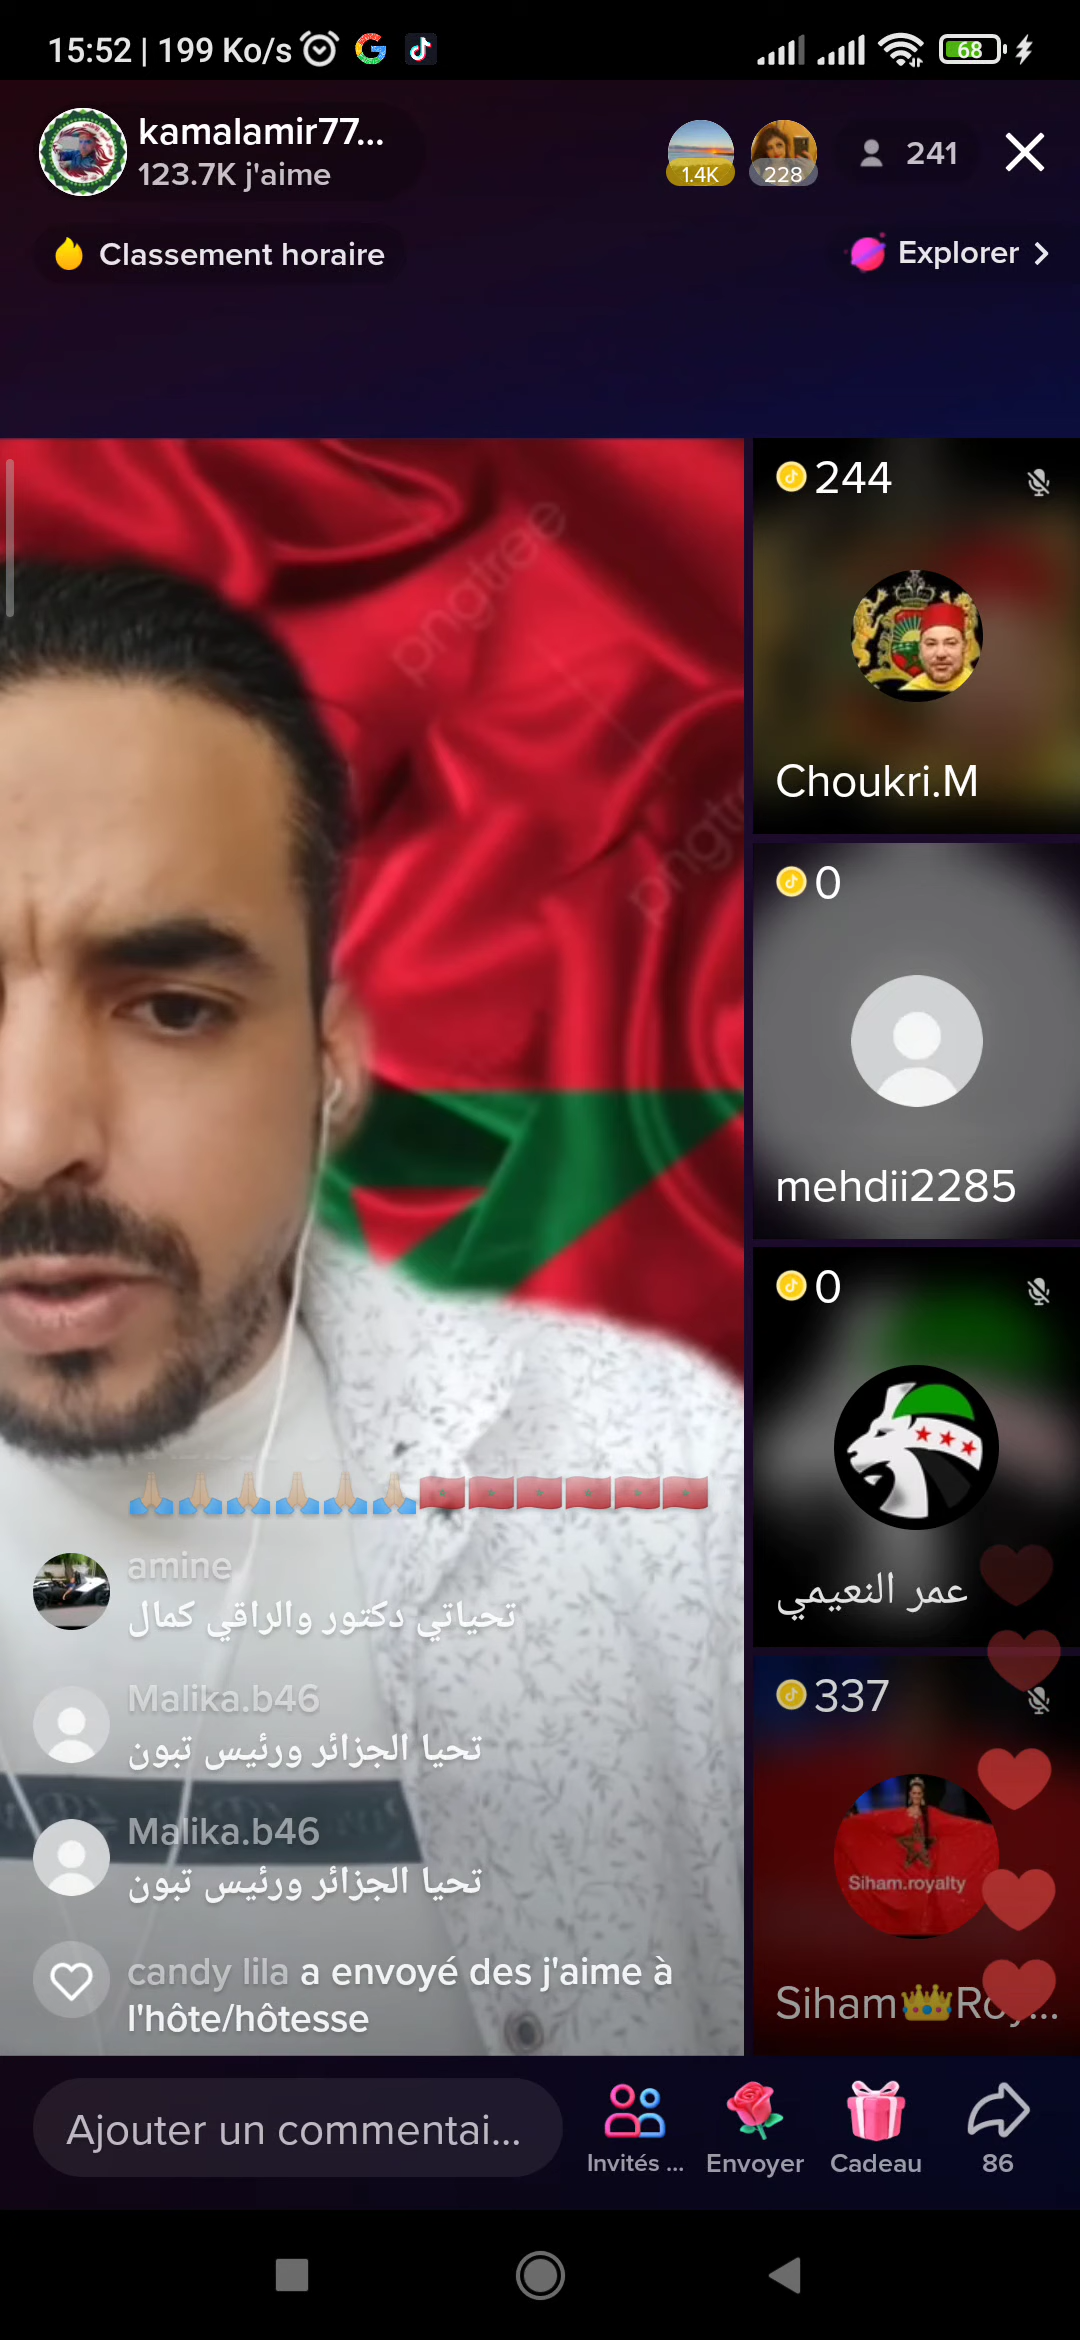 15:52 | 199 Ko/s
68
kamalamir77...
123.7K j'aime
1.4K
228
241
Classement horaire
Explorer
pngtree
244
Choukri.M
0
mehdii2285
0
عمر النعيمي
337
Siham.royalty
Siham👑Roy...
🙏🏼🙏🏼🙏🏼🙏🏼🙏🏼🙏🏼🇲🇦🇲🇦🇲🇦🇲🇦🇲🇦🇲🇦
amine
تحياتي دكتور والراقي كمال
Malika.b46
تحيا الجزائر ورئيس تبون
Malika.b46
تحيا الجزائر ورئيس تبون
candy lila a envoyé des j'aime à
l'hôte/hôtesse
Ajouter un commentai...
Invités ...
Envoyer
Cadeau
86